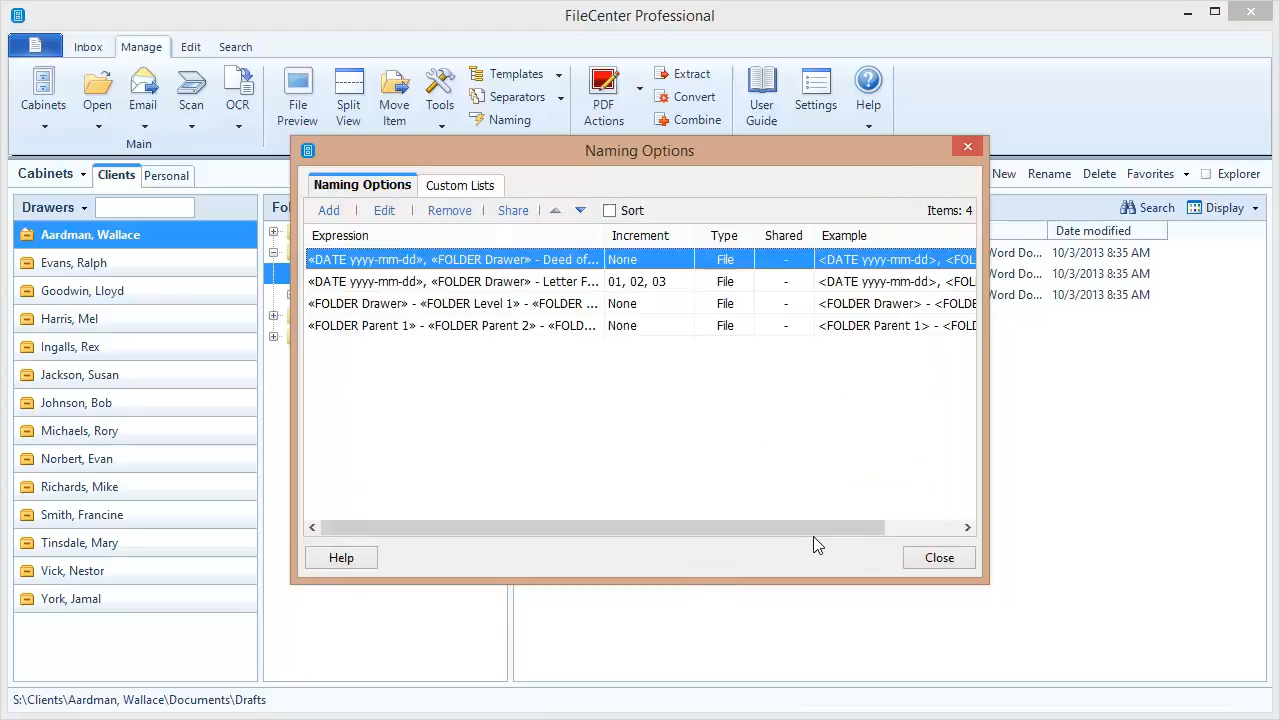 FileCenter Professional
Inbox Manage Edit Search
Cabinets Open Email Scan OCR File Preview Split View Move Item Tools Templates Separators Naming PDF Actions Extract Convert Combine User Guide Settings Help
Main
Cabinets Clients Personal New Rename Delete Favorites Explorer
Drawers Fo Search Display
Date modified
Aardman, Wallace
Evans, Ralph
Goodwin, Lloyd
Harris, Mel
Ingalls, Rex
Jackson, Susan
Johnson, Bob
Michaels, Rory
Norbert, Evan
Richards, Mike
Smith, Francine
Tinsdale, Mary
Vick, Nestor
York, Jamal
Word Do... 10/3/2013 8:35 AM
Word Do... 10/3/2013 8:35 AM
Word Do... 10/3/2013 8:35 AM
Naming Options
Naming Options Custom Lists
Add Edit Remove Share Sort Items: 4
Expression Increment Type Shared Example
«DATE yyyy-mm-dd», «FOLDER Drawer» - Deed of... None File - <DATE yyyy-mm-dd>, <FOL
«DATE yyyy-mm-dd», «FOLDER Drawer» - Letter F... 01, 02, 03 File - <DATE yyyy-mm-dd>, <FOL
«FOLDER Drawer» - «FOLDER Level 1» - «FOLDER ... None File - <FOLDER Drawer> - <FOLDE
«FOLDER Parent 1» - «FOLDER Parent 2» - «FOLD... None File - <FOLDER Parent 1> - <FOL
Help Close
S:\Clients\Aardman, Wallace\Documents\Drafts